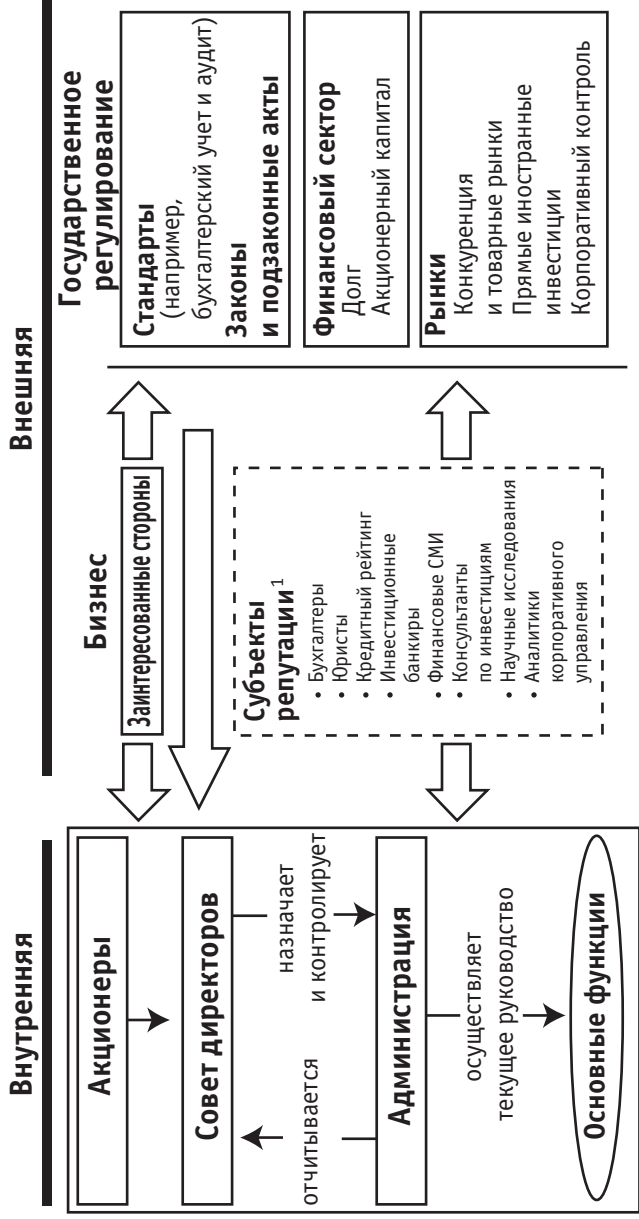 Внутренняя
Акционеры
Совет директоров
отчитывается
назначает
и контролирует
Администрация
осуществляет
текущее руководство
Основные функции
Внешняя
Бизнес
Заинтересованные стороны
Субъекты
репутации¹
• Бухгалтеры
• Юристы
• Кредитный рейтинг
• Инвестиционные
банкиры
• Финансовые СМИ
• Консультанты
по инвестициям
• Научные исследования
• Аналитики
корпоративного
управления
Государственное
регулирование
Стандарты
(например,
бухгалтерский учет и аудит)
Законы
и подзаконные акты
Финансовый сектор
Долг
Акционерный капитал
Рынки
Конкуренция
и товарные рынки
Прямые иностранные
инвестиции
Корпоративный контроль